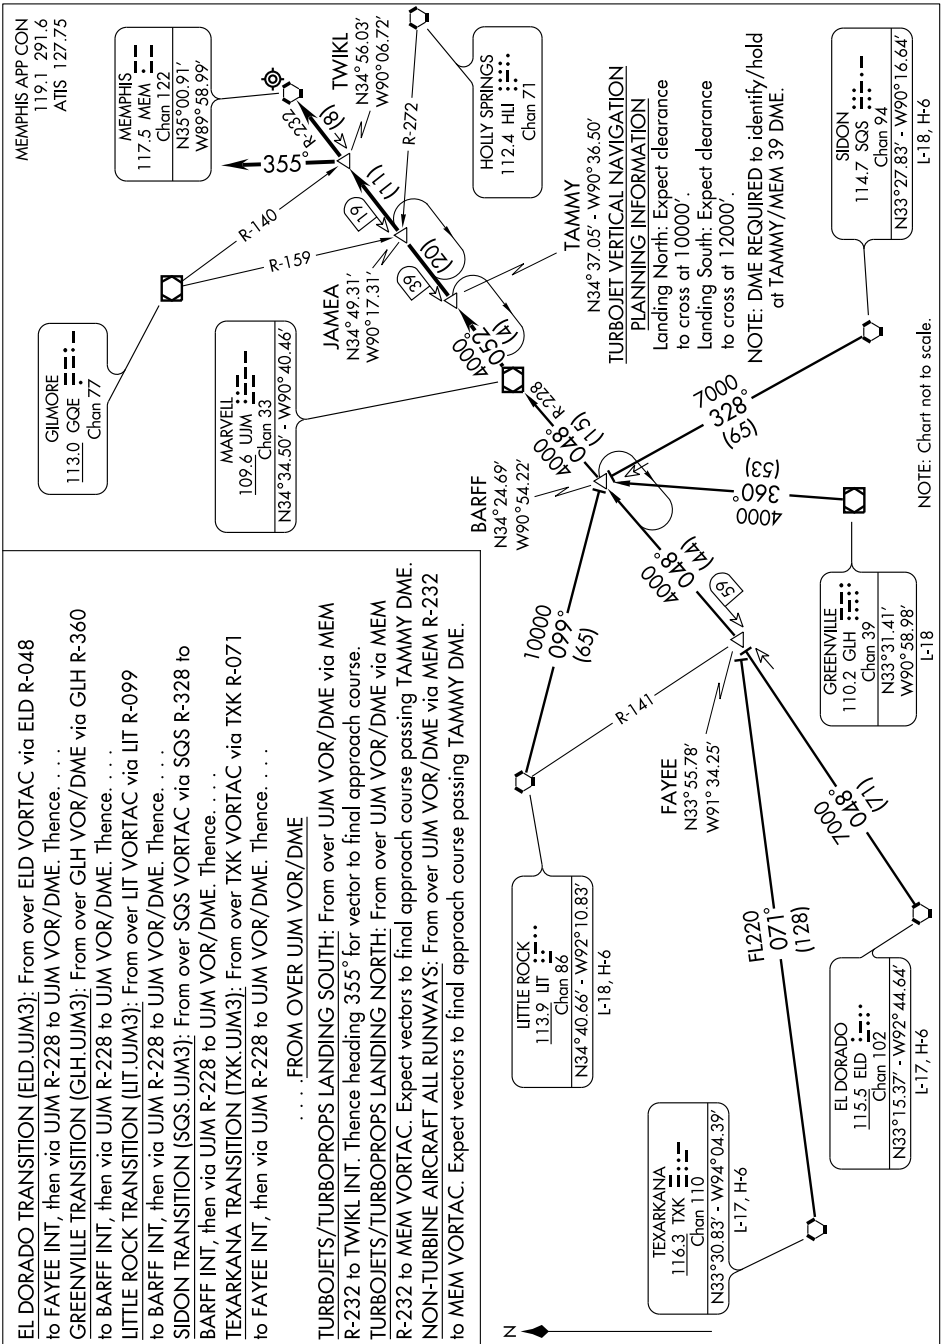 EL DORADO TRANSITION (ELD.UJM3): From over ELD VORTAC via ELD R-048
to FAYEE INT, then via UJM R-228 to UJM VOR/DME. Thence. . . .
GREENVILLE TRANSITION (GLH.UJM3): From over GLH VOR/DME via GLH R-360
to BARFF INT, then via UJM R-228 to UJM VOR/DME. Thence. . . .
LITTLE ROCK TRANSITION (LIT.UJM3): From over LIT VORTAC via LIT R-099
to BARFF INT, then via UJM R-228 to UJM VOR/DME. Thence. . . .
SIDON TRANSITION (SQS.UJM3): From over SQS VORTAC via SQS R-328 to
BARFF INT, then via UJM R-228 to UJM VOR/DME. Thence. . . .
TEXARKANA TRANSITION (TXK.UJM3): From over TXK VORTAC via TXK R-071
to FAYEE INT, then via UJM R-228 to UJM VOR/DME. Thence. . . .
. . . . FROM OVER UJM VOR/DME
TURBOJETS/TURBOPROPS LANDING SOUTH: From over UJM VOR/DME via MEM
R-232 to TWIKL INT. Thence heading 355° for vector to final approach course.
TURBOJETS/TURBOPROPS LANDING NORTH: From over UJM VOR/DME via MEM
R-232 to MEM VORTAC. Expect vectors to final approach course passing TAMMY DME.
NON-TURBINE AIRCRAFT ALL RUNWAYS: From over UJM VOR/DME via MEM R-232
to MEM VORTAC. Expect vectors to final approach course passing TAMMY DME.
MEMPHIS APP CON
119.1 291.6
ATIS 127.75
MEMPHIS
117.5 MEM
Chan 122
N35°00.91'
W89°58.99'
GILMORE
113.0 GQE
Chan 77
MARVELL
109.6 UJM
Chan 33
N34°34.50' - W90°40.46'
TWIKL
N34°56.03'
W90°06.72'
HOLLY SPRINGS
112.4 HLI
Chan 71
R-272
R-140
R-159
355°
R-232
(8)
(11)
19
(20)
39
JAMEA
N34°49.31'
W90°17.31'
TAMMY
N34°37.05' - W90°36.50'
TURBOJET VERTICAL NAVIGATION
PLANNING INFORMATION
Landing North: Expect clearance
to cross at 10000'.
Landing South: Expect clearance
to cross at 12000'.
NOTE: DME REQUIRED to identify/hold
at TAMMY/MEM 39 DME.
4000
052°
(4)
R-228
4000
048°
(15)
BARFF
N34°24.69'
W90°54.22'
SIDON
114.7 SQS
Chan 94
N33°27.83' - W90°16.64'
L-18, H-6
7000
328°
(59)
4000
360°
(53)
GREENVILLE
110.2 GLH
Chan 39
N33°31.41'
W90°58.98'
L-18
NOTE: Chart not to scale.
10000
099°
(65)
4000
048°
(44)
59
R-141
LITTLE ROCK
113.9 LIT
Chan 86
N34°40.66' - W92°10.83'
L-18, H-6
FAYEE
N33°55.78'
W91°34.25'
7000
048°
(71)
FL220
071°
(128)
EL DORADO
115.5 ELD
Chan 102
N33°15.37' - W92°44.64'
L-17, H-6
TEXARKANA
116.3 TXK
Chan 110
N33°30.83' - W94°04.39'
L-17, H-6
N